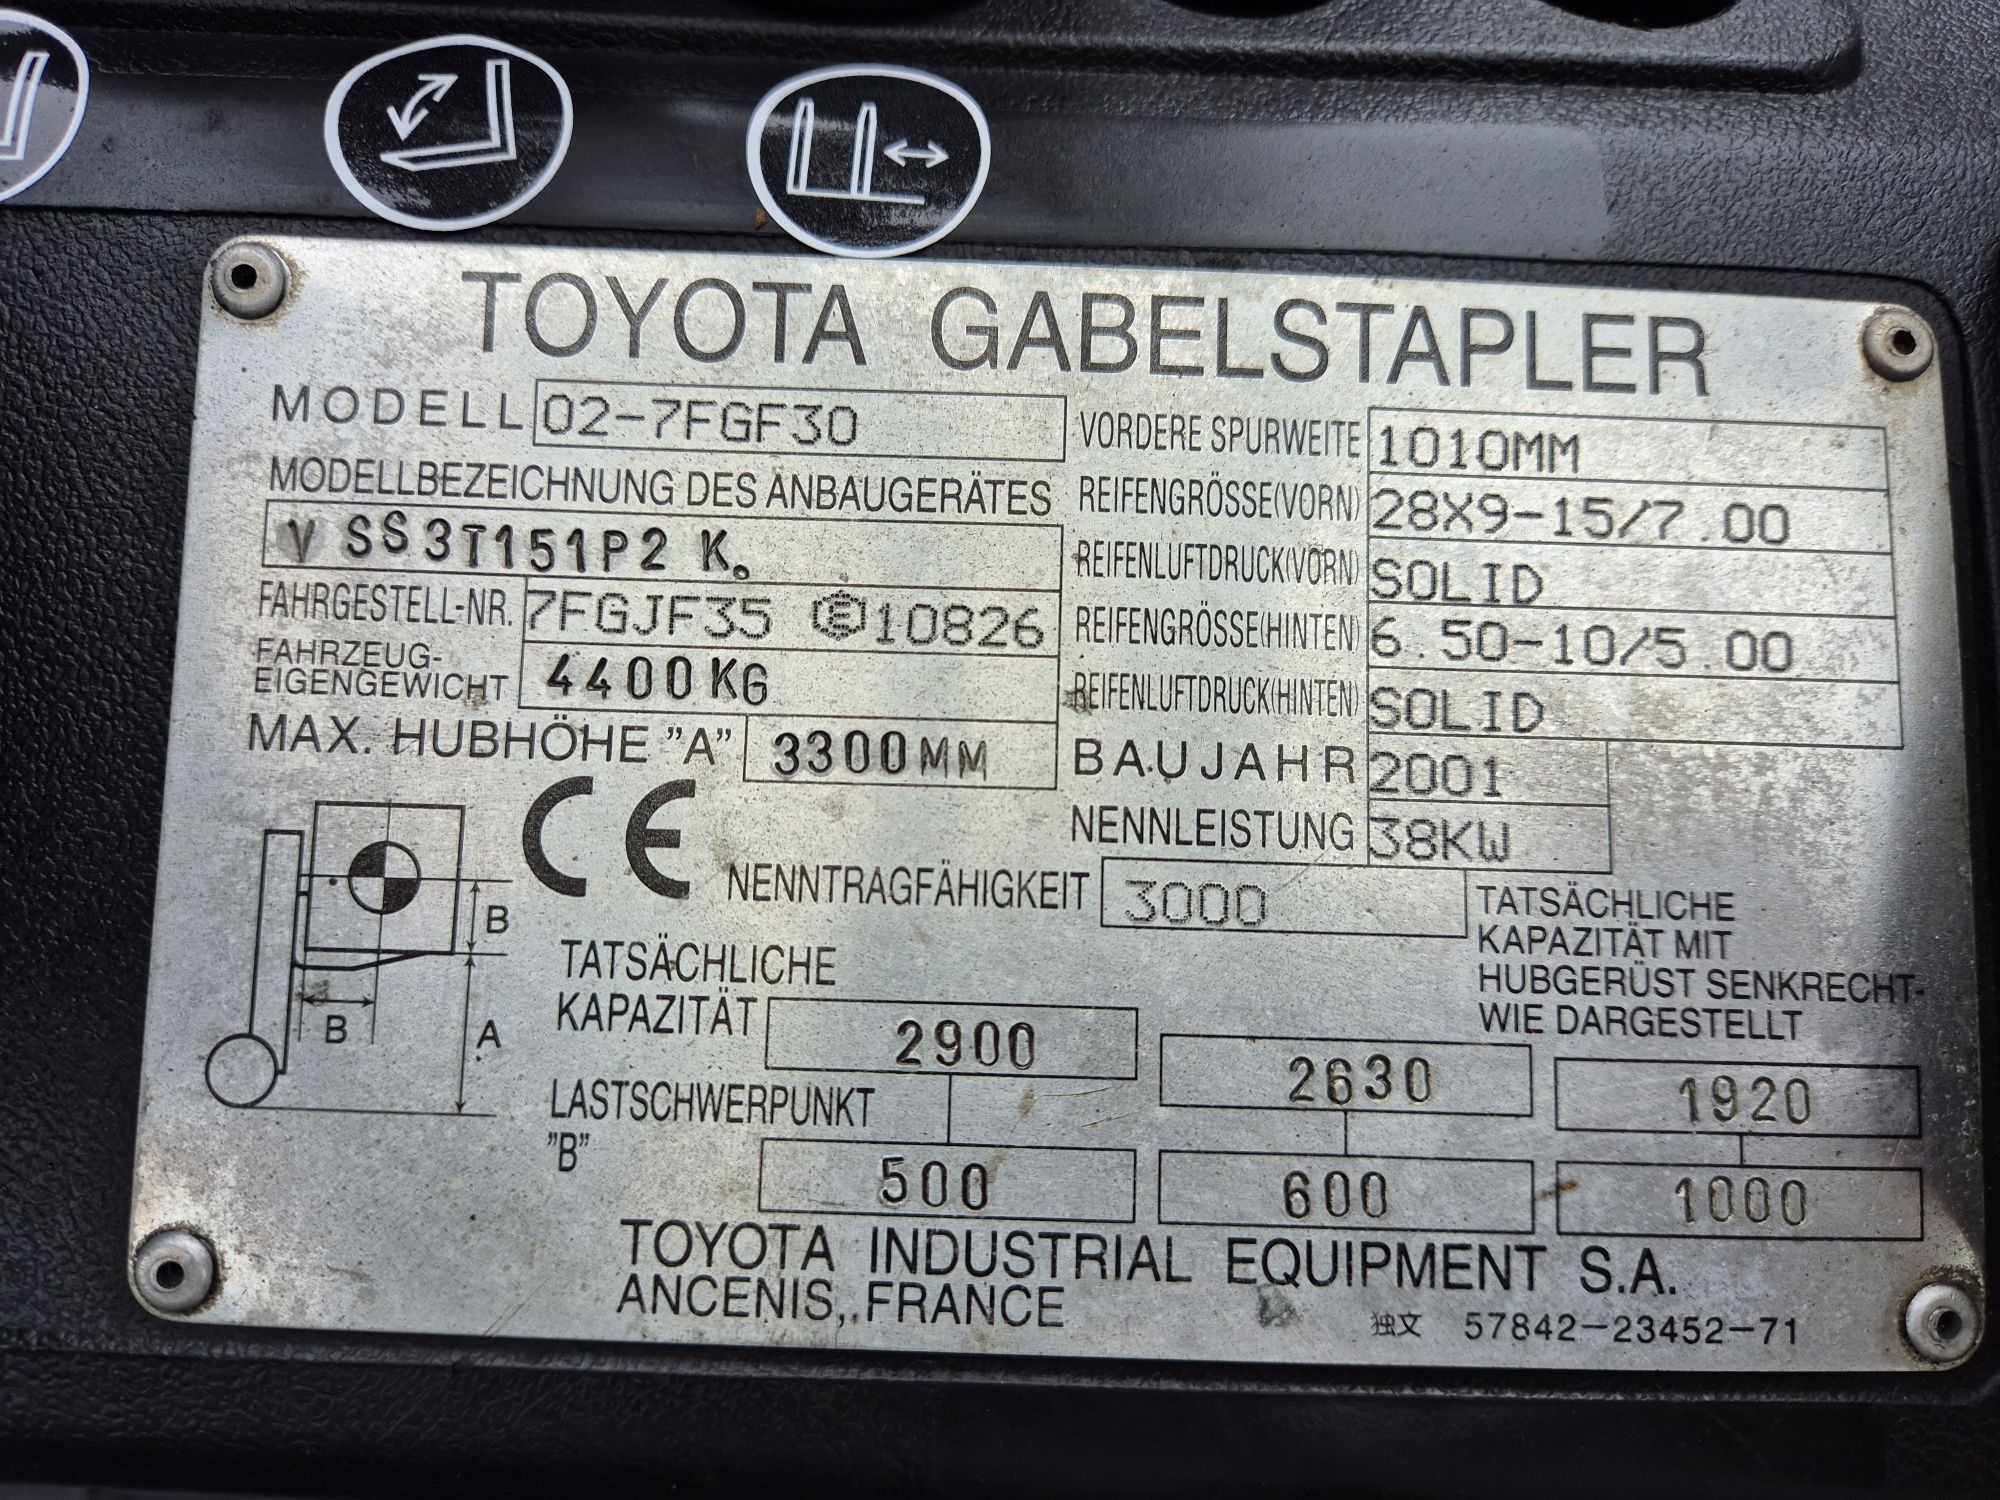 TOYOTA GABELSTAPLER
MODELL 02-7FGF30
MODELLBEZEICHNUNG DES ANBAUGERÄTES
V SS3T151P2 K.
FAHRGESTELL-NR. 7FGJF35 E 10826
FAHRZEUG-
EIGENGEWICHT 4400KG
MAX. HUBHÖHE "A" 3300MM
VORDERE SPURWEITE 1010MM
REIFENGRÖSSE(VORN) 28X9-15/7.00
REIFENLUFTDRUCK(VORN) SOLID
REIFENGRÖSSE(HINTEN) 6.50-10/5.00
REIFENLUFTDRUCK(HINTEN) SOLID
BAUJAHR 2001
NENNLEISTUNG 38KW
CE
NENNTRAGFÄHIGKEIT 3000
B
B
A
TATSÄCHLICHE
KAPAZITÄT MIT
HUBGERÜST SENKRECHT-
WIE DARGESTELLT
TATSÄCHLICHE
KAPAZITÄT 2900 2630 1920
LASTSCHWERPUNKT
"B" 500 600 1000
TOYOTA INDUSTRIAL EQUIPMENT S.A.
ANCENIS, FRANCE
独文 57842-23452-71